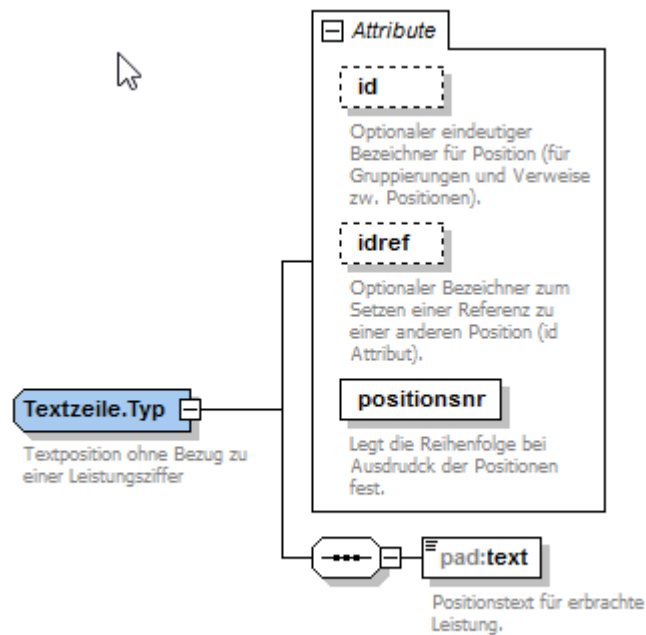 Attribute
id
Optionaler eindeutiger
Bezeichner für Position (für
Gruppierungen und Verweise
zw. Positionen).
idref
Optionaler Bezeichner zum
Setzen einer Referenz zu
einer anderen Position (id
Attribut).
positionsnr
Legt die Reihenfolge bei
Ausdrudck der Positionen
fest.
Textzeile.Typ
Textposition ohne Bezug zu
einer Leistungsziffer
pad:text
Positionstext für erbrachte
Leistung.